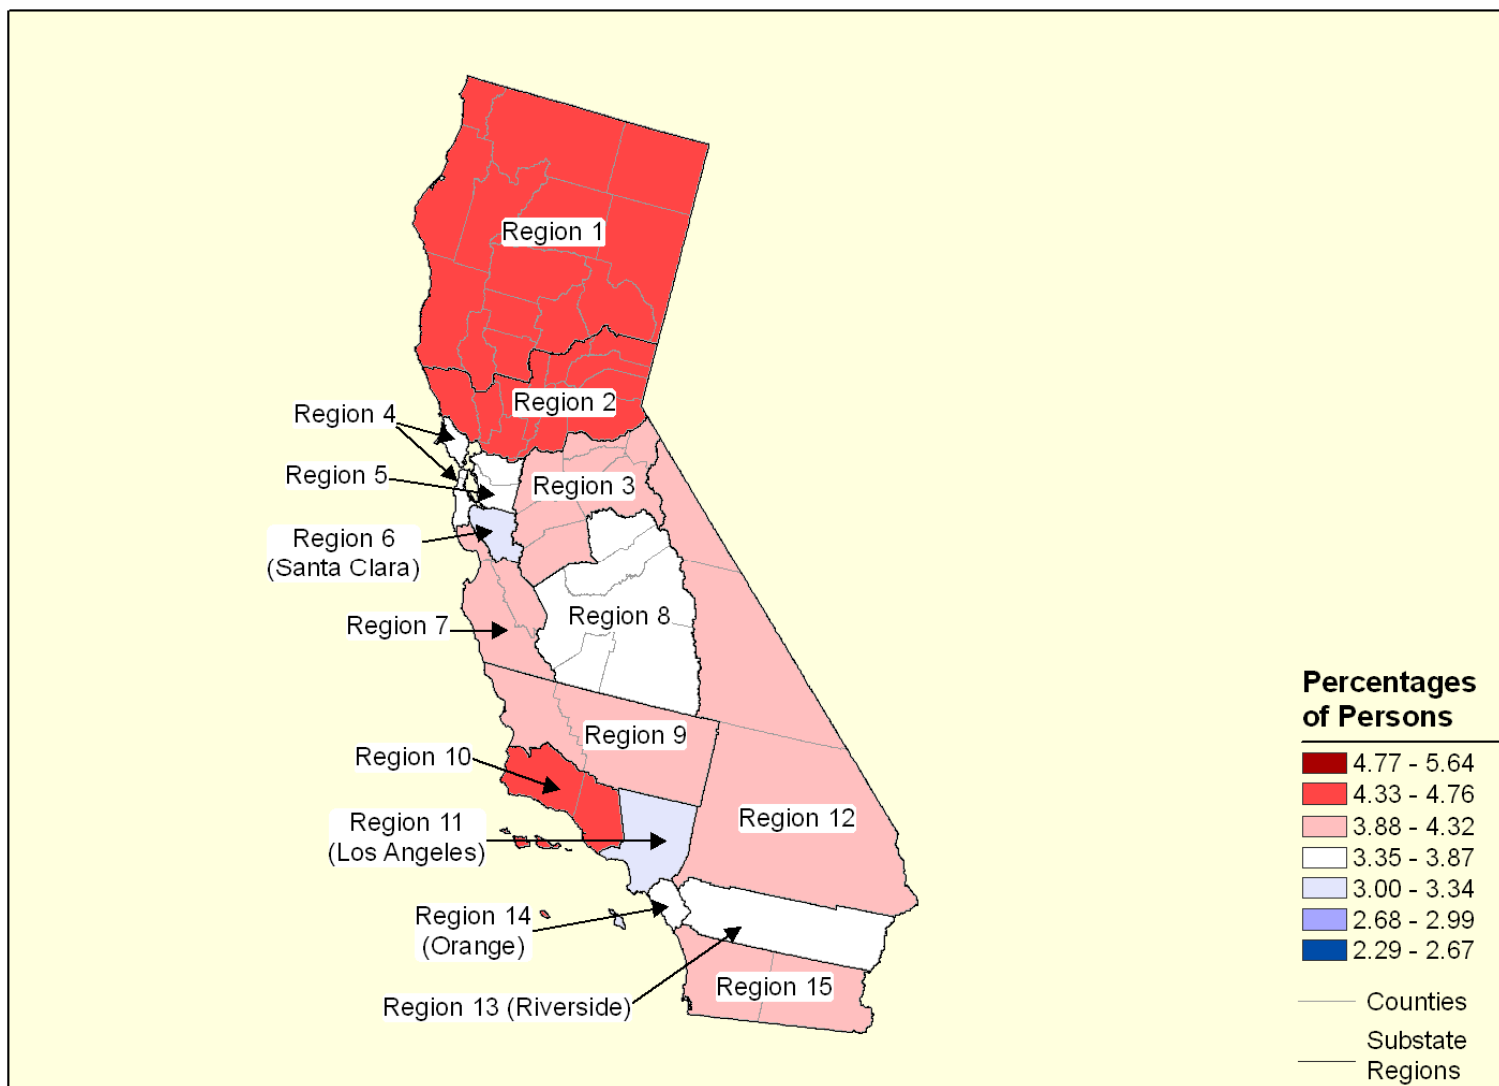 Region 1
Region 2
Region 4
Region 5
Region 3
Region 6
(Santa Clara)
Region 8
Region 7
Region 9
Region 10
Region 12
Region 11
(Los Angeles)
Region 14
(Orange)
Region 15
Region 13 (Riverside)
Percentages
of Persons
4.77 - 5.64
4.33 - 4.76
3.88 - 4.32
3.35 - 3.87
3.00 - 3.34
2.68 - 2.99
2.29 - 2.67
Counties
Substate
Regions